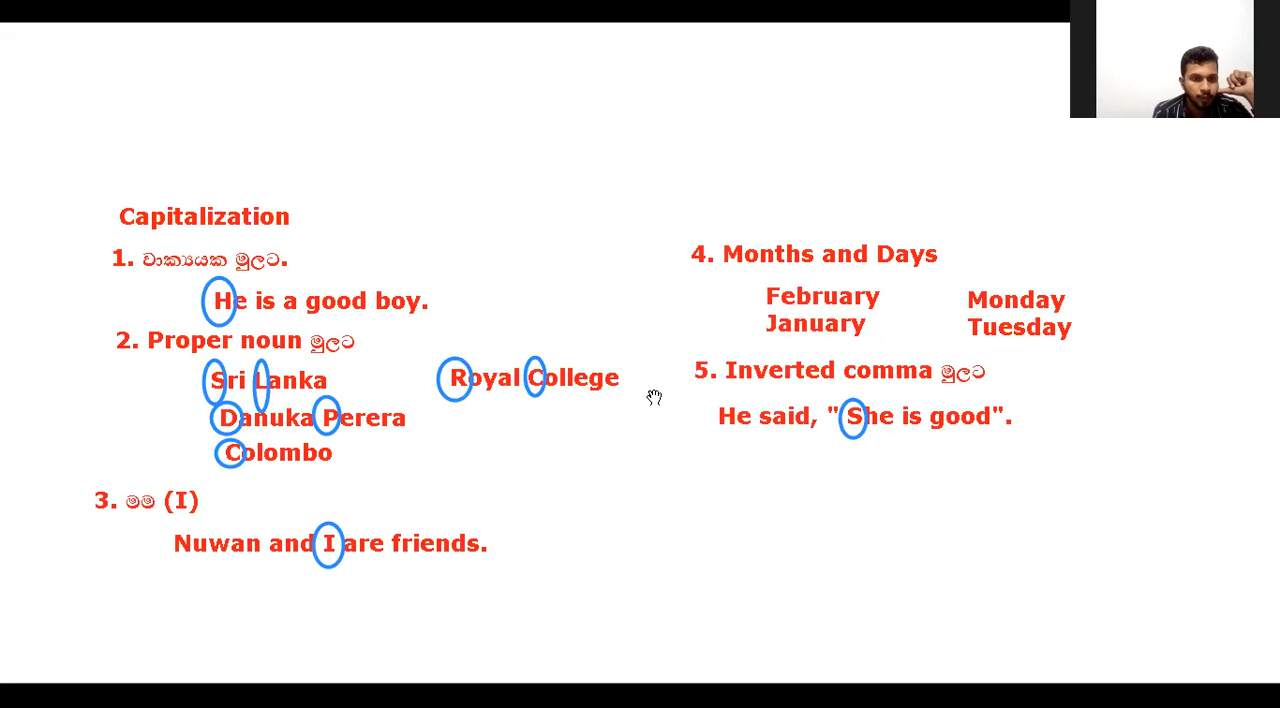 Capitalization
1. වාක්‍යයක මුලට.
He is a good boy.
2. Proper noun මුලට
Sri Lanka
Royal College
Danuka Perera
Colombo
3. මම (I)
Nuwan and I are friends.
4. Months and Days
February
Monday
January
Tuesday
5. Inverted comma මුලට
He said, " She is good".